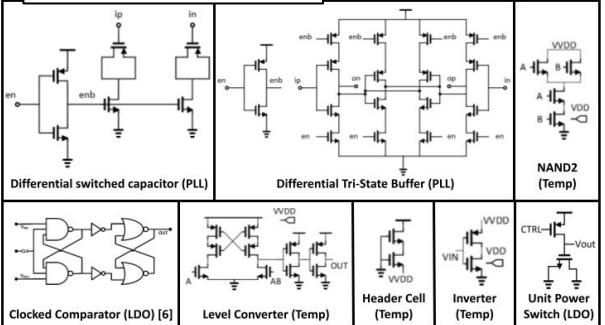 ip
in
en
enb
Differential switched capacitor (PLL)
enb
enb
enb
enb
en
enb
ip
on
op
in
en
en
en
en
Differential Tri-State Buffer (PLL)
VVDD
A
B
A
VDD
B
NAND2
(Temp)
CLK
OUT
Clocked Comparator (LDO) [6]
VVDD
OUT
A
AB
Level Converter (Temp)
VVDD
Header Cell
(Temp)
VVDD
VDD
VIN
Inverter
(Temp)
CTRL
Vout
Unit Power
Switch (LDO)